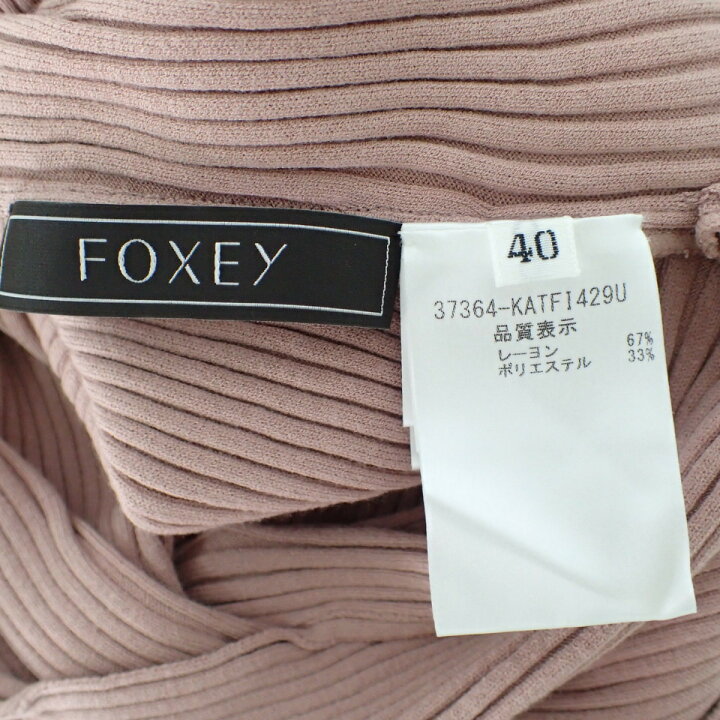 FOXEY
40
37364-KATFI429U
品質表示
レーヨン 67%
ポリエステル 33%